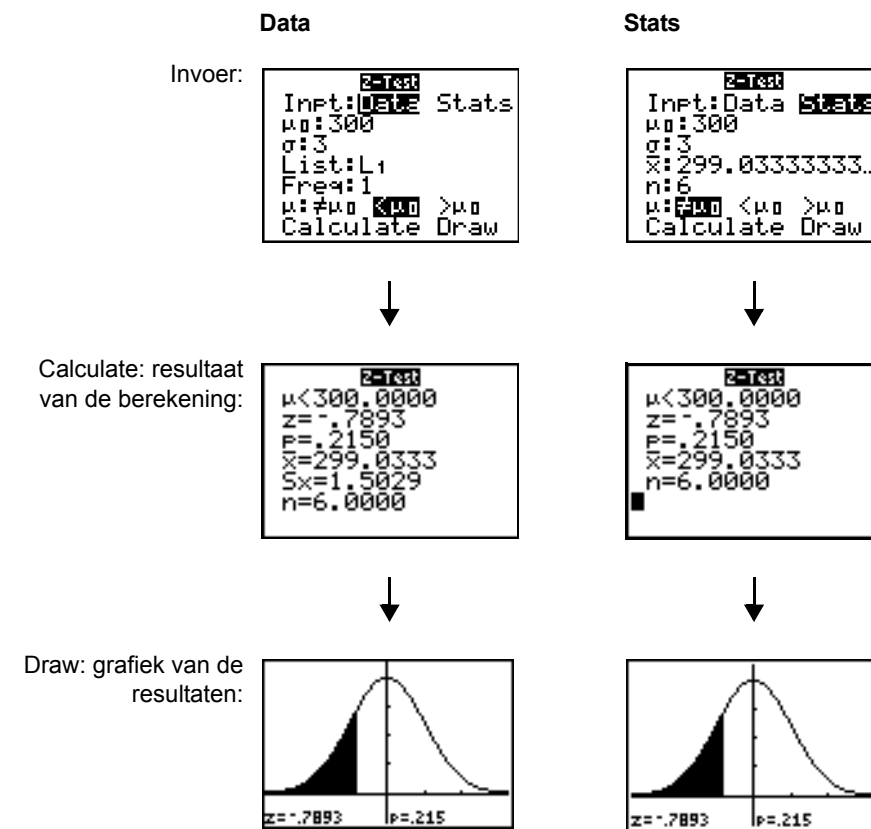 Data
Stats
Invoer:
Z-Test
Inpt:Data Stats
μ0:300
σ:3
List:L1
Freq:1
μ:≠μ0 <μ0 >μ0
Calculate Draw
Z-Test
Inpt:Data Stats
μ0:300
σ:3
x̄:299.03333333…
n:6
μ:≠μ0 <μ0 >μ0
Calculate Draw
Calculate: resultaat
van de berekening:
Z-Test
μ<300.0000
z=-.7893
P=.2150
x̄=299.0333
Sx=1.5029
n=6.0000
Z-Test
μ<300.0000
z=-.7893
P=.2150
x̄=299.0333
n=6.0000
Draw: grafiek van de
resultaten:
z=-.7893 P=.215
z=-.7893 P=.215